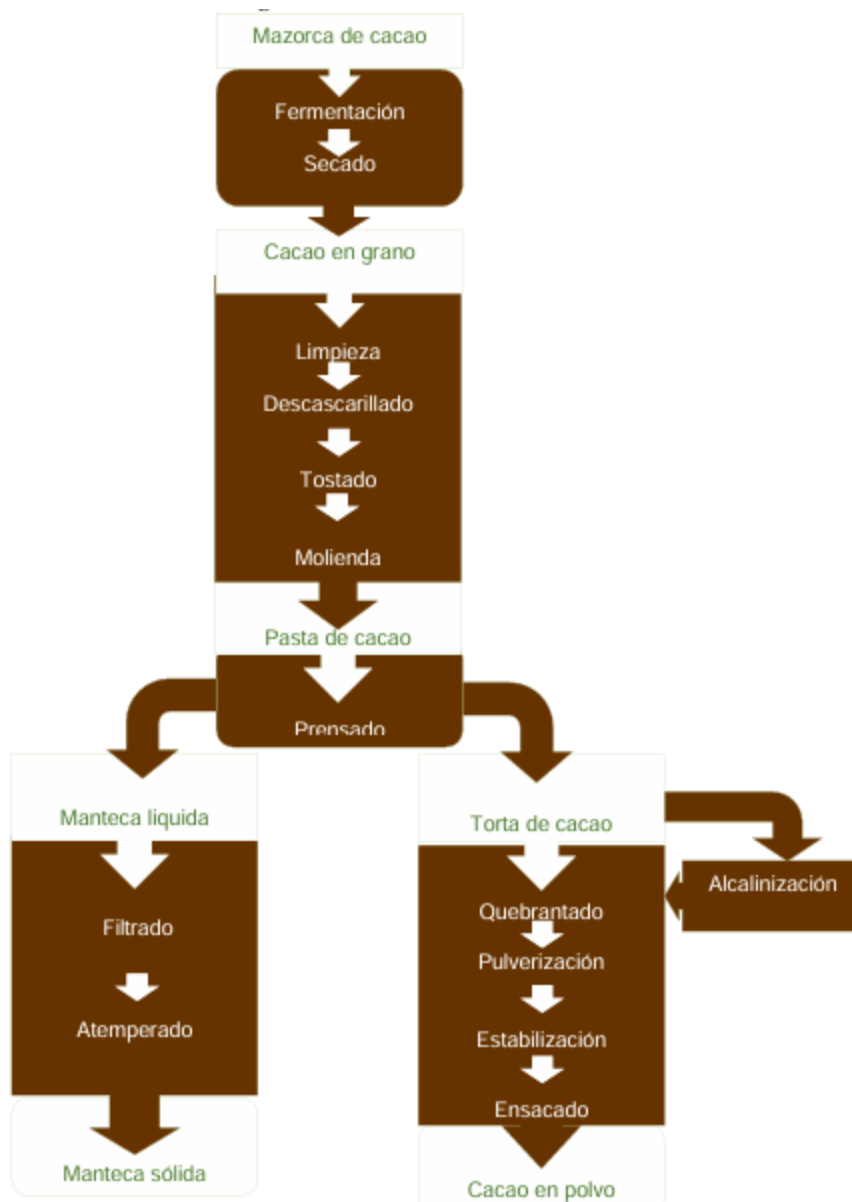 Mazorca de cacao
Fermentación
Secado
Cacao en grano
Limpieza
Descascarillado
Tostado
Molienda
Pasta de cacao
Prensado
Manteca liquida
Filtrado
Atemperado
Manteca sólida
Torta de cacao
Alcalinización
Quebrantado
Pulverización
Estabilización
Ensacado
Cacao en polvo